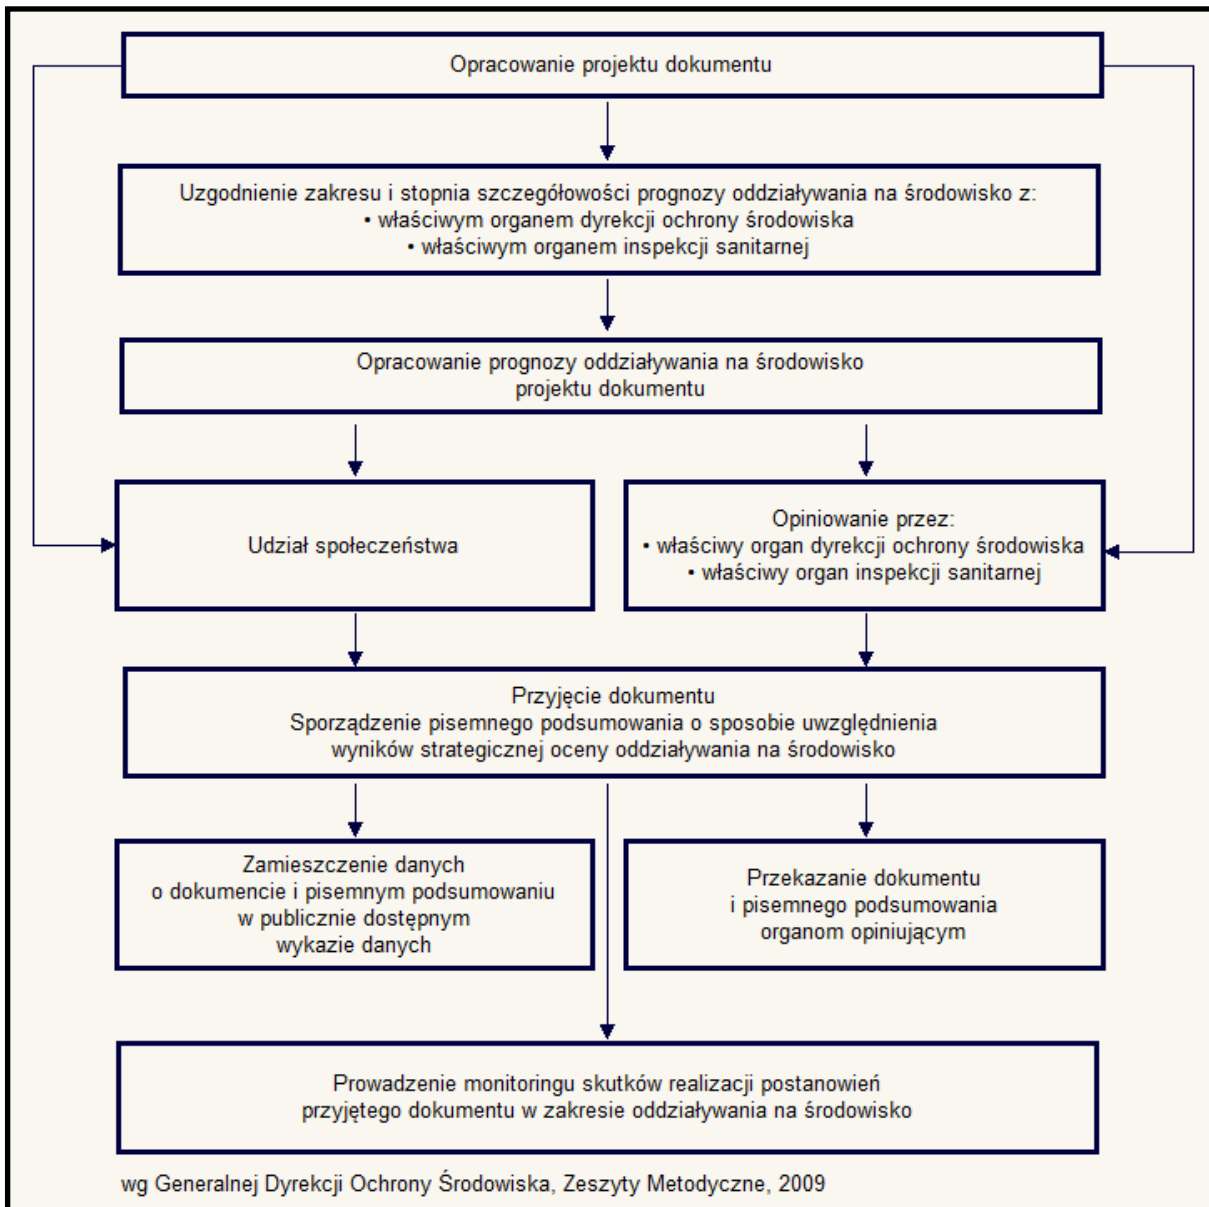 Opracowanie projektu dokumentu
Uzgodnienie zakresu i stopnia szczegółowości prognozy oddziaływania na środowisko z:
• właściwym organem dyrekcji ochrony środowiska
• właściwym organem inspekcji sanitarnej
Opracowanie prognozy oddziaływania na środowisko
projektu dokumentu
Udział społeczeństwa
Opiniowanie przez:
• właściwy organ dyrekcji ochrony środowiska
• właściwy organ inspekcji sanitarnej
Przyjęcie dokumentu
Sporządzenie pisemnego podsumowania o sposobie uwzględnienia
wyników strategicznej oceny oddziaływania na środowisko
Zamieszczenie danych
o dokumencie i pisemnym podsumowaniu
w publicznie dostępnym
wykazie danych
Przekazanie dokumentu
i pisemnego podsumowania
organom opiniującym
Prowadzenie monitoringu skutków realizacji postanowień
przyjętego dokumentu w zakresie oddziaływania na środowisko
wg Generalnej Dyrekcji Ochrony Środowiska, Zeszyty Metodyczne, 2009